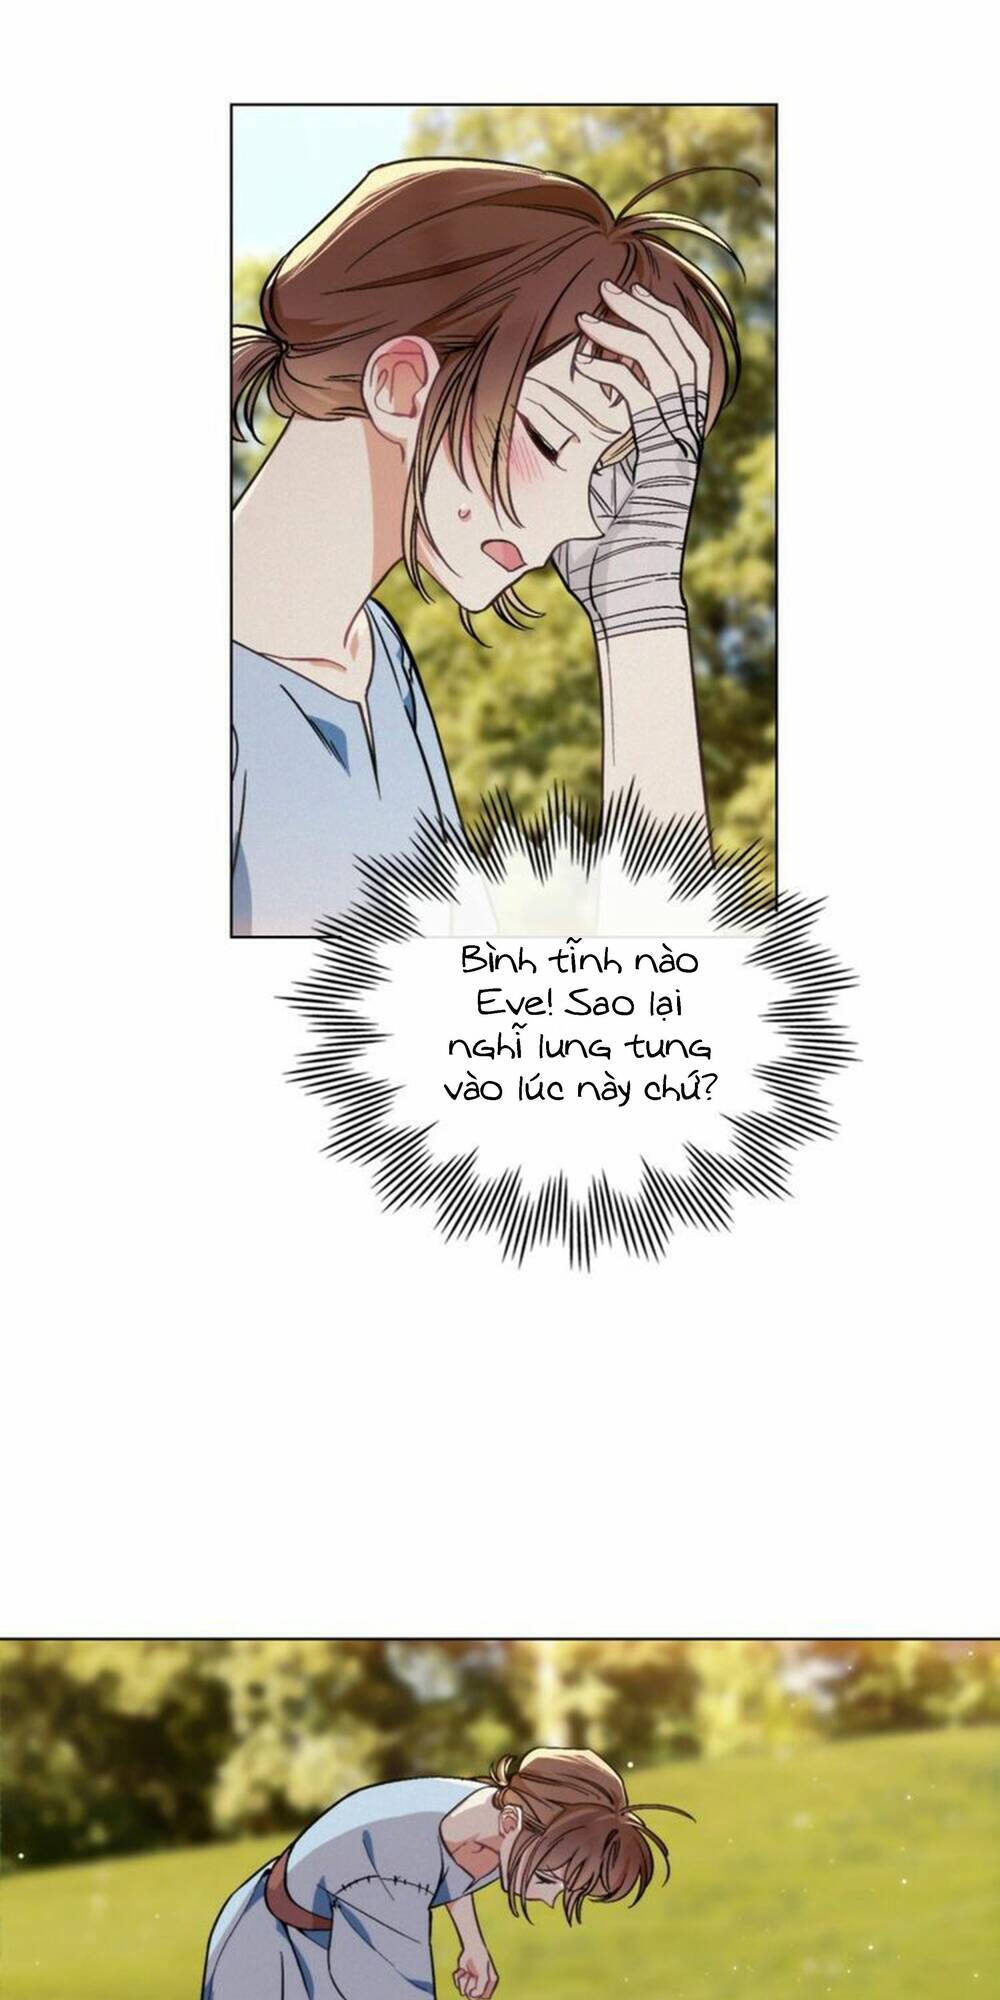 Bình tĩnh nào
Eve! Sao lại
nghĩ lung tung
vào lúc này chứ?